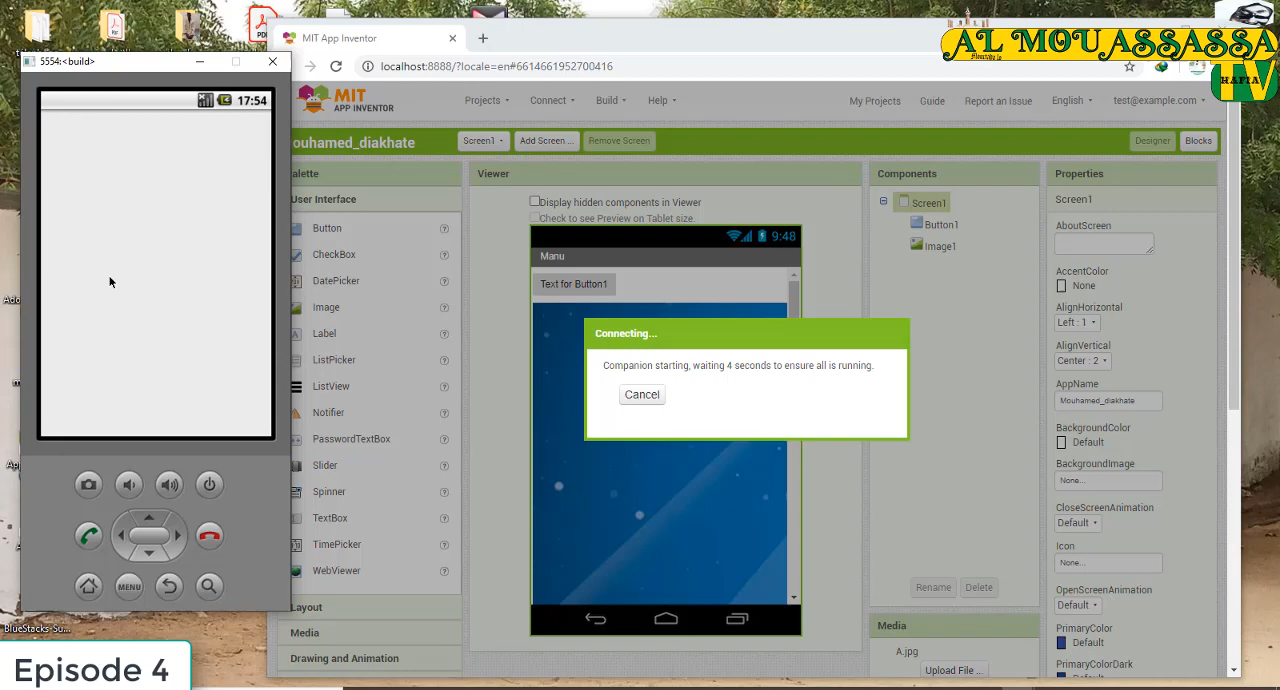 MIT App Inventor
AL MOUASSASSA
HAFIA
TV
5554:<build>
17:54
localhost:8888/?locale=en#6614661952700416
MIT
APP INVENTOR
Projects
Connect
Build
Help
My Projects
Guide
Report an Issue
English
test@example.com
ouhamed_diakhate
Screen1
Add Screen ...
Remove Screen
Designer
Blocks
alette
User Interface
Button
CheckBox
DatePicker
Image
Label
ListPicker
ListView
Notifier
PasswordTextBox
Slider
Spinner
TextBox
TimePicker
WebViewer
Layout
Media
Drawing and Animation
Viewer
Display hidden components in Viewer
Check to see Preview on Tablet size.
9:48
Manu
Text for Button1
Connecting...
Companion starting, waiting 4 seconds to ensure all is running.
Cancel
Components
Screen1
Button1
Image1
Rename
Delete
Media
A.jpg
Upload File ...
Properties
Screen1
AboutScreen
AccentColor
None
AlignHorizontal
Left : 1
AlignVertical
Center : 2
AppName
Mouhamed_diakhate
BackgroundColor
Default
BackgroundImage
None...
CloseScreenAnimation
Default
Icon
None...
OpenScreenAnimation
Default
PrimaryColor
Default
PrimaryColorDark
MENU
BlueStacks-Su...
Episode 4